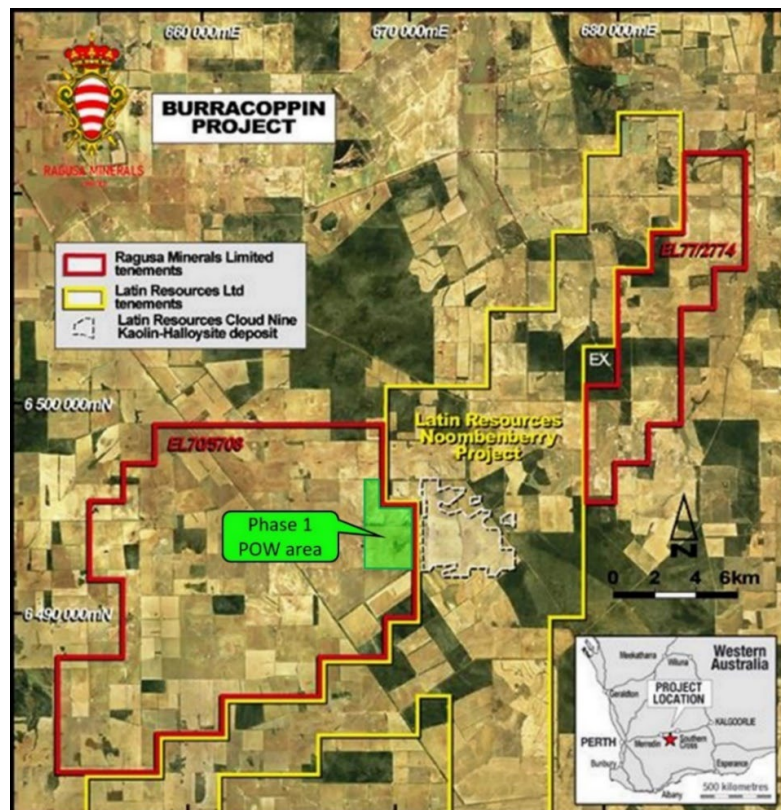 660 000mE
670 000mE
680 000mE
BURRACOPPIN
PROJECT
RAGUSA MINERALS
EL77/2774
Ragusa Minerals Limited
tenements
Latin Resources Ltd
tenements
Latin Resources Cloud Nine
Kaolin-Halloysite deposit
EX
6 500 000mN
Latin Resources
Noombenberry
Project
EL70/5706
Phase 1
POW area
N
0 2 4 6km
6 490 000mN
Western
Australia
Meekatharra
Wiluna
Geraldton
PROJECT
LOCATION
KALGOORLIE
PERTH
Merredin
Southern
Cross
Bunbury
Esperance
Albany
500 kilometres